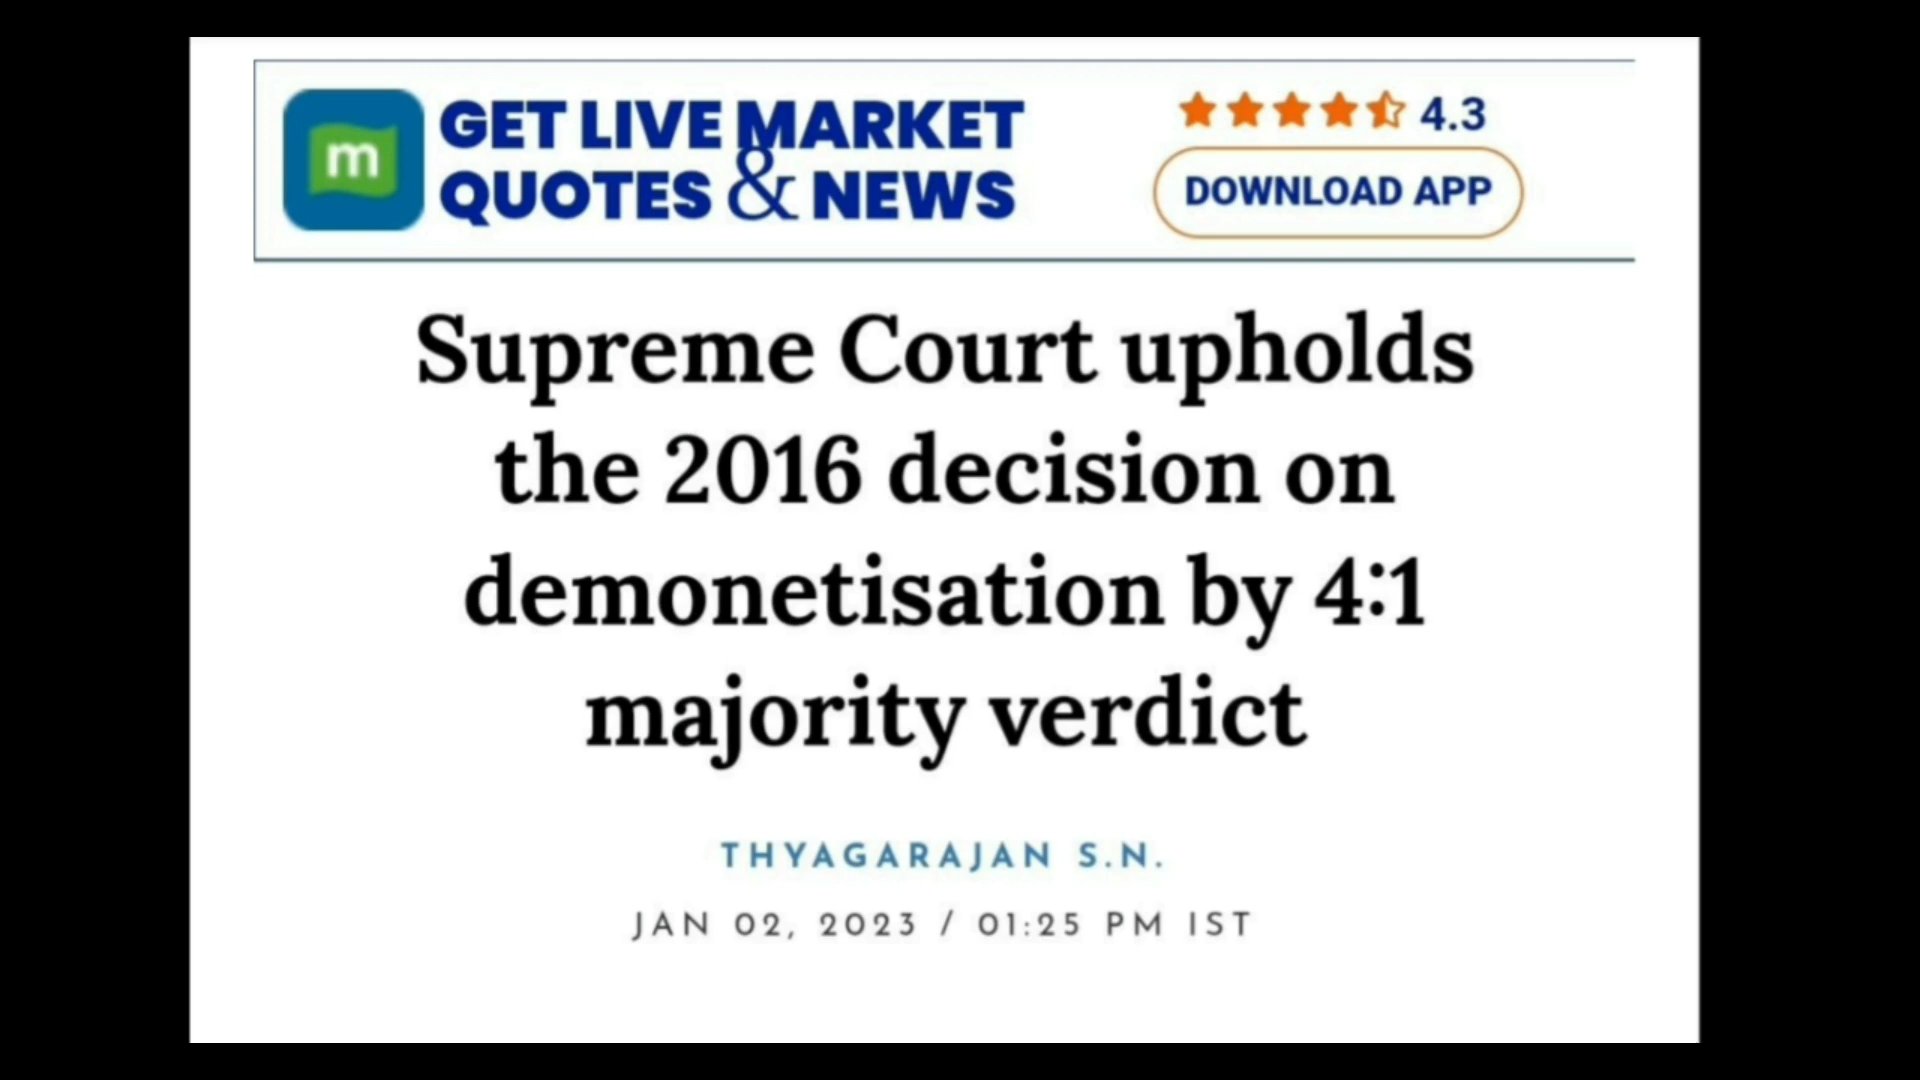 m
GET LIVE MARKET
QUOTES & NEWS
4.3
DOWNLOAD APP
Supreme Court upholds
the 2016 decision on
demonetisation by 4:1
majority verdict
THYAGARAJAN S.N.
JAN 02, 2023 / 01:25 PM IST